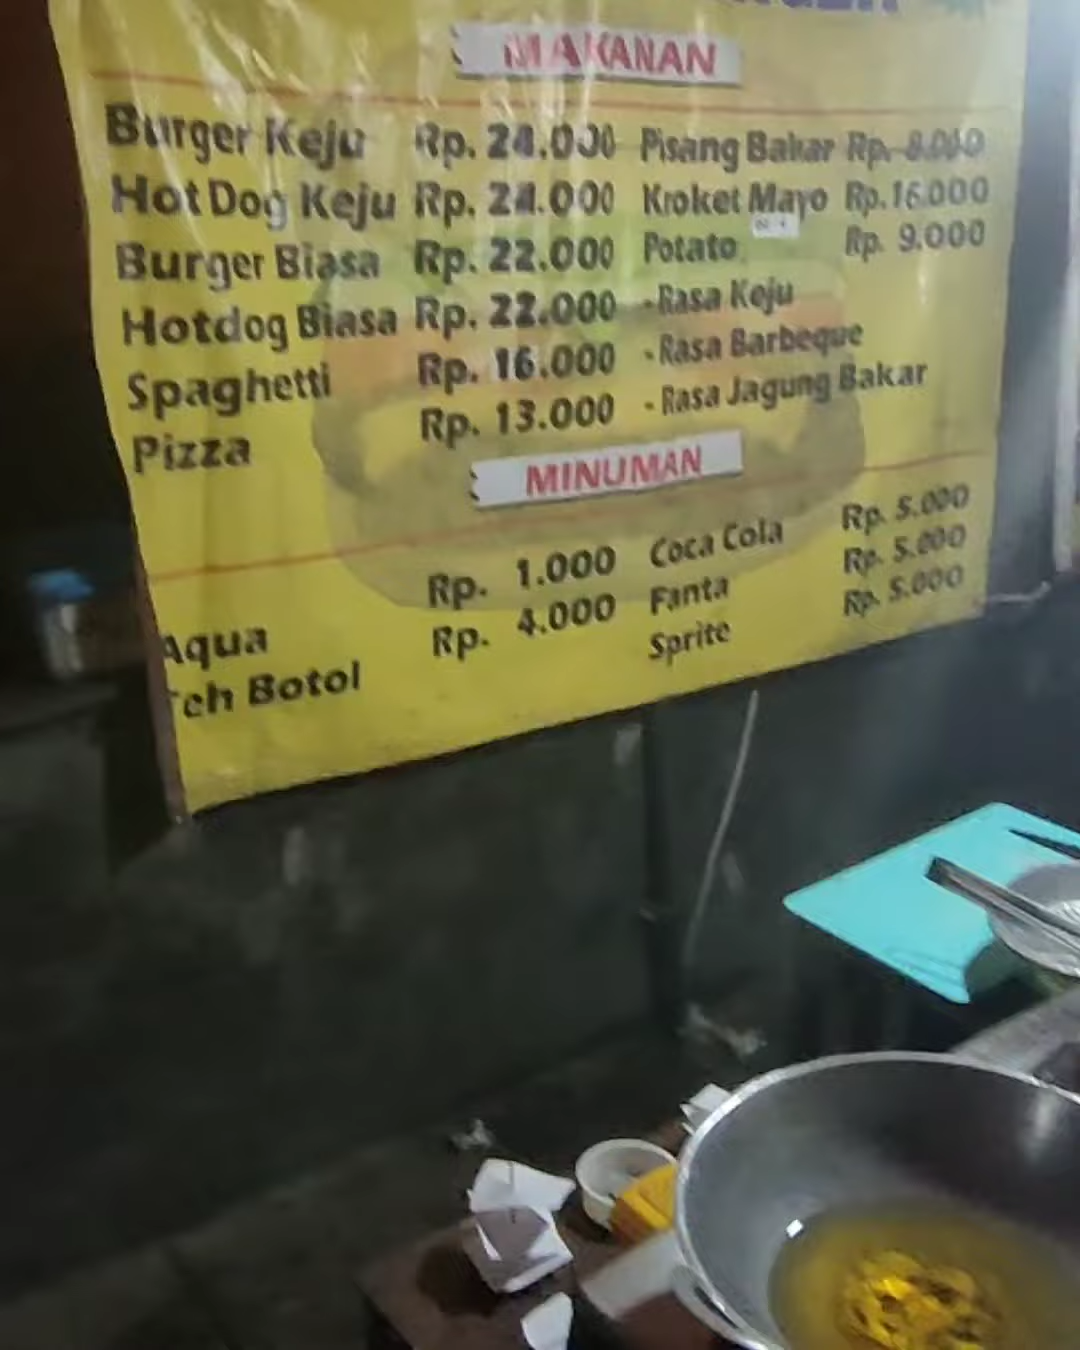 MAKANAN
Burger Keju Rp. 24.000 Pisang Bakar Rp. 8.000
Hot Dog Keju Rp. 24.000 Kroket Mayo Rp. 16.000
Burger Biasa Rp. 22.000 Potato Rp. 9.000
Hotdog Biasa Rp. 22.000 - Rasa Keju
Spaghetti Rp. 16.000 - Rasa Barbeque
Pizza Rp. 13.000 - Rasa Jagung Bakar
MINUMAN
Aqua Rp. 1.000 Coca Cola Rp. 5.000
Teh Botol Rp. 4.000 Fanta Rp. 5.000
Sprite Rp. 5.000